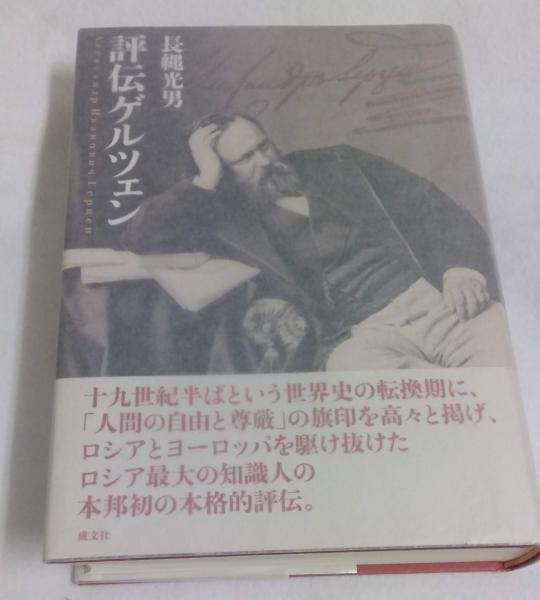 長縄光男
評伝ゲルツェン
Александр Иванович Герцен
十九世紀半ばという世界史の転換期に、
「人間の自由と尊厳」の旗印を高々と掲げ、
ロシアとヨーロッパを駆け抜けた
ロシア最大の知識人の
本邦初の本格的評伝。
成文社